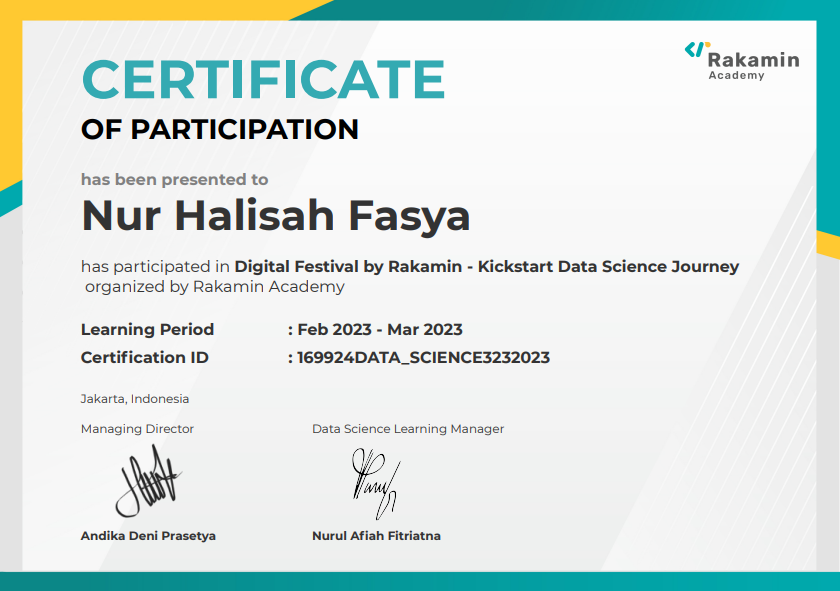 Rakamin
Academy
CERTIFICATE
OF PARTICIPATION
has been presented to
Nur Halisah Fasya
has participated in Digital Festival by Rakamin - Kickstart Data Science Journey
organized by Rakamin Academy
Learning Period : Feb 2023 - Mar 2023
Certification ID : 169924DATA_SCIENCE3232023
Jakarta, Indonesia
Managing Director
Data Science Learning Manager
Andika Deni Prasetya
Nurul Afiah Fitriatna